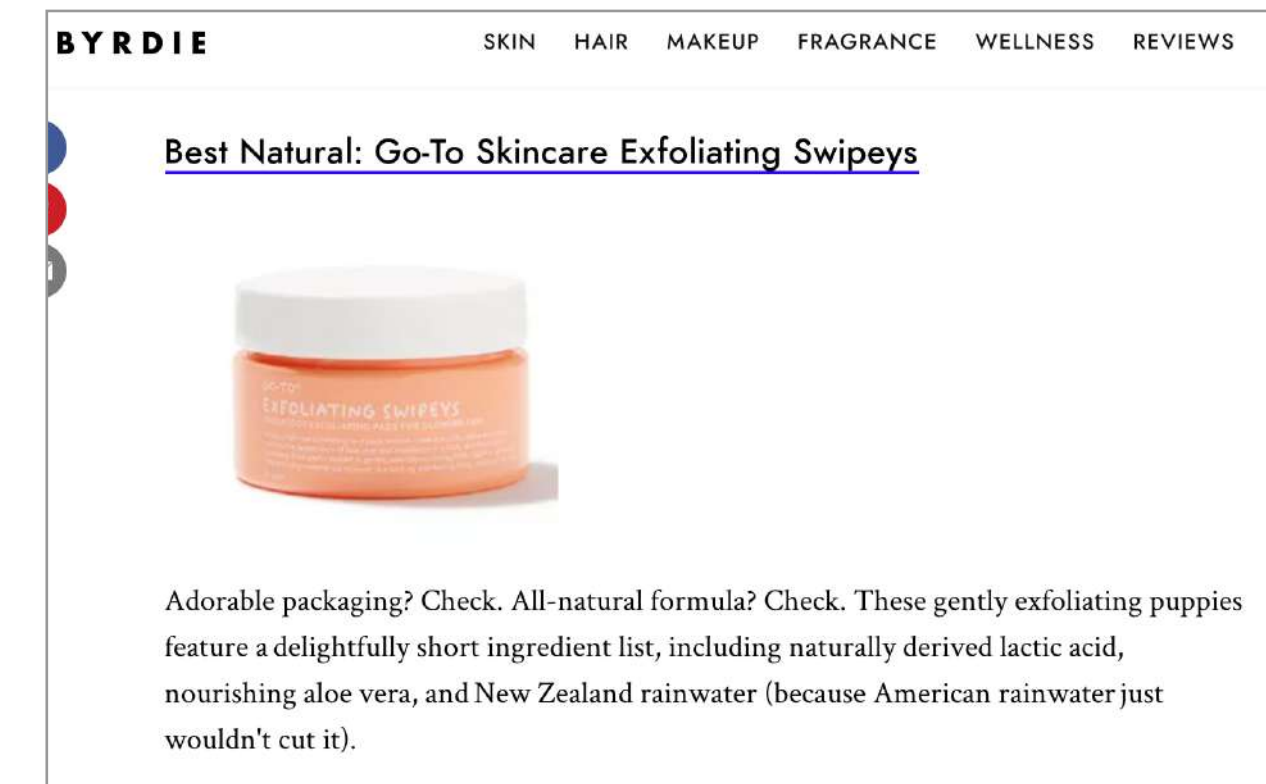 BYRDIE
SKIN HAIR MAKEUP FRAGRANCE WELLNESS REVIEWS
Best Natural: Go-To Skincare Exfoliating Swipeys
GO-TO
EXFOLIATING SWIPEYS
Adorable packaging? Check. All-natural formula? Check. These gently exfoliating puppies
feature a delightfully short ingredient list, including naturally derived lactic acid,
nourishing aloe vera, and New Zealand rainwater (because American rainwater just
wouldn't cut it).